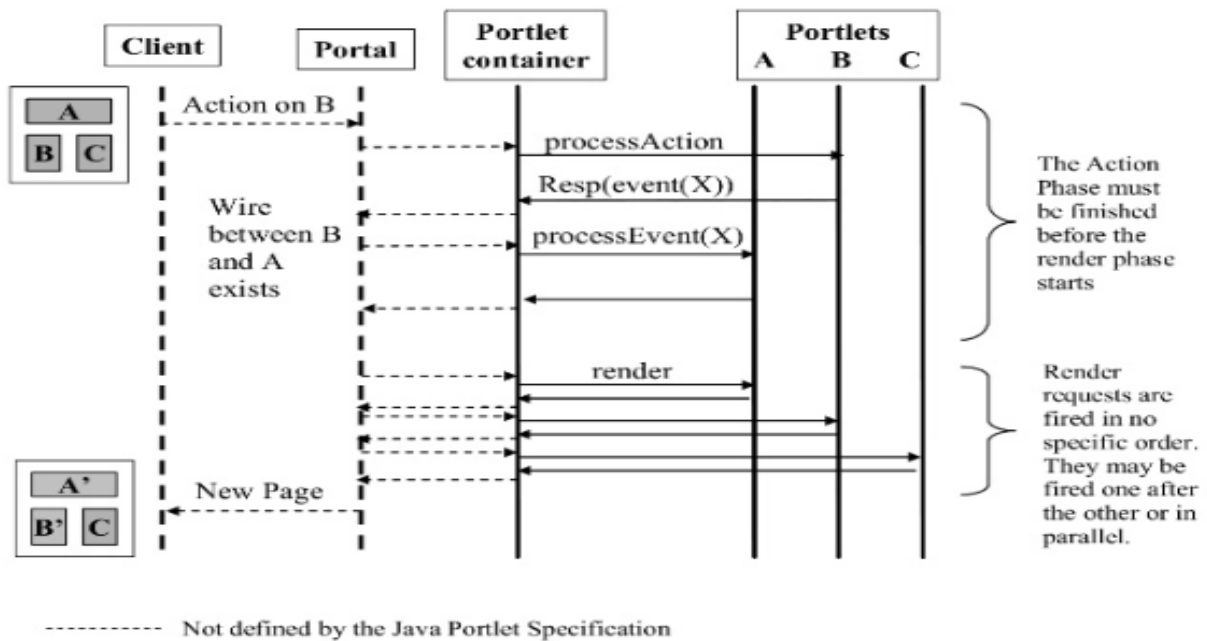 Client
Portal
Portlet
container
Portlets
A B C
A
B C
Action on B
processAction
Resp(event(X))
Wire
between B
and A
exists
processEvent(X)
The Action
Phase must
be finished
before the
render phase
starts
render
Render
requests are
fired in no
specific order.
They may be
fired one after
the other or in
parallel.
A'
B' C
New Page
Not defined by the Java Portlet Specification